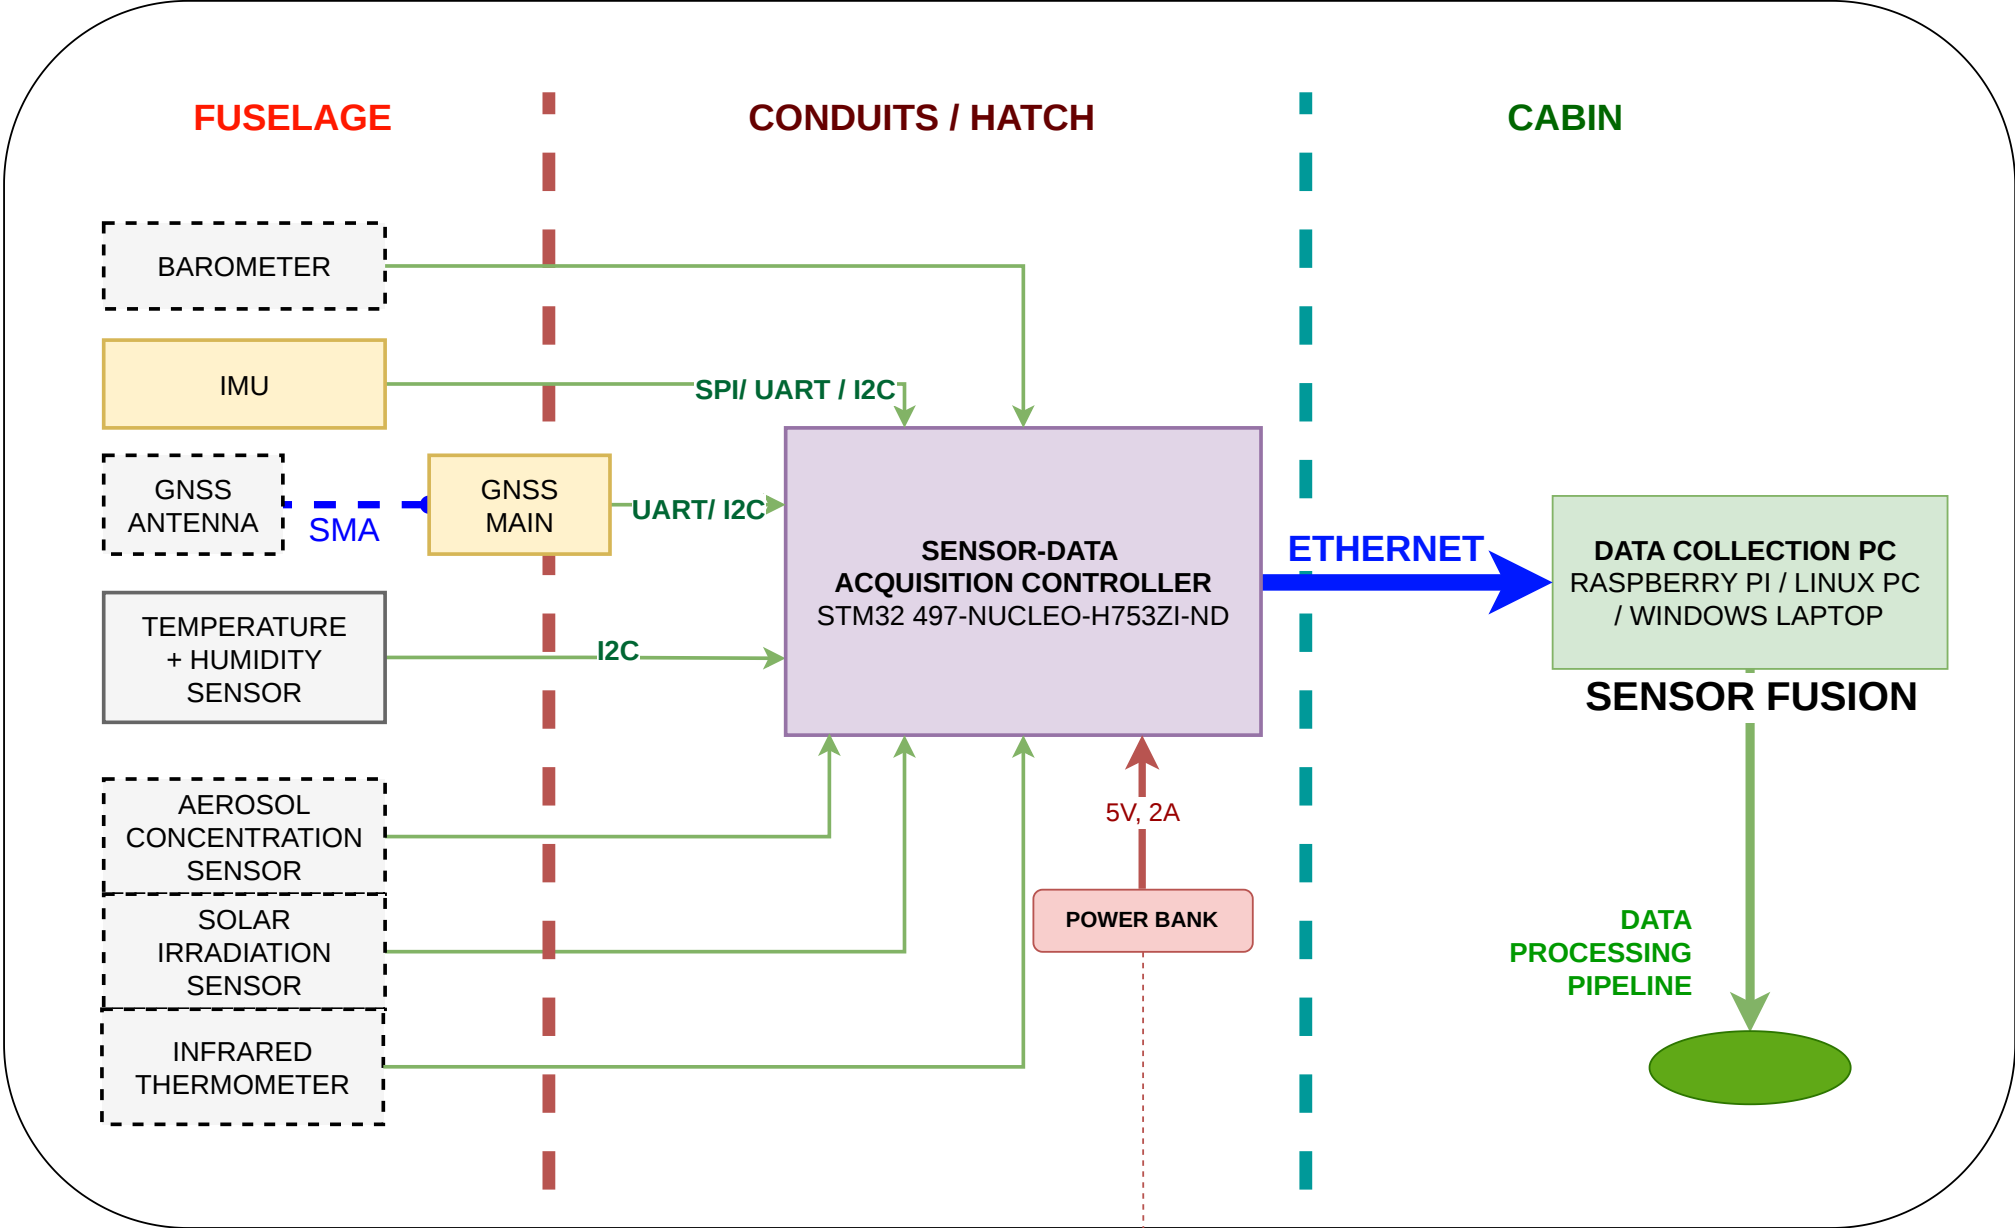 FUSELAGE
CONDUITS / HATCH
CABIN
BAROMETER
IMU
SPI/ UART / I2C
GNSS
ANTENNA
SMA
GNSS
MAIN
UART/ I2C
TEMPERATURE
+ HUMIDITY
SENSOR
I2C
SENSOR-DATA
ACQUISITION CONTROLLER
STM32 497-NUCLEO-H753ZI-ND
ETHERNET
DATA COLLECTION PC
RASPBERRY PI / LINUX PC
/ WINDOWS LAPTOP
SENSOR FUSION
AEROSOL
CONCENTRATION
SENSOR
SOLAR
IRRADIATION
SENSOR
INFRARED
THERMOMETER
5V, 2A
POWER BANK
DATA
PROCESSING
PIPELINE